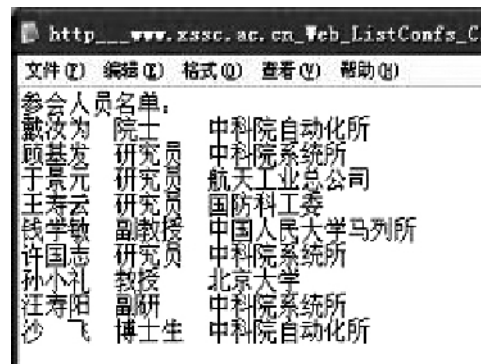 http___www.xssc.ac.cn_Web_ListConfs_C
文件(F) 编辑(E) 格式(O) 查看(V) 帮助(H)
参会人员名单:
戴汝为 院士 中科院自动化所
顾基发 研究员 中科院系统所
于景元 研究员 航天工业总公司
王寿云 研究员 国防科工委
钱学敏 副教授 中国人民大学马列所
许国志 研究员 中科院系统所
孙小礼 教授 北京大学
汪寿阳 副研 中科院系统所
沙 飞 博士生 中科院自动化所